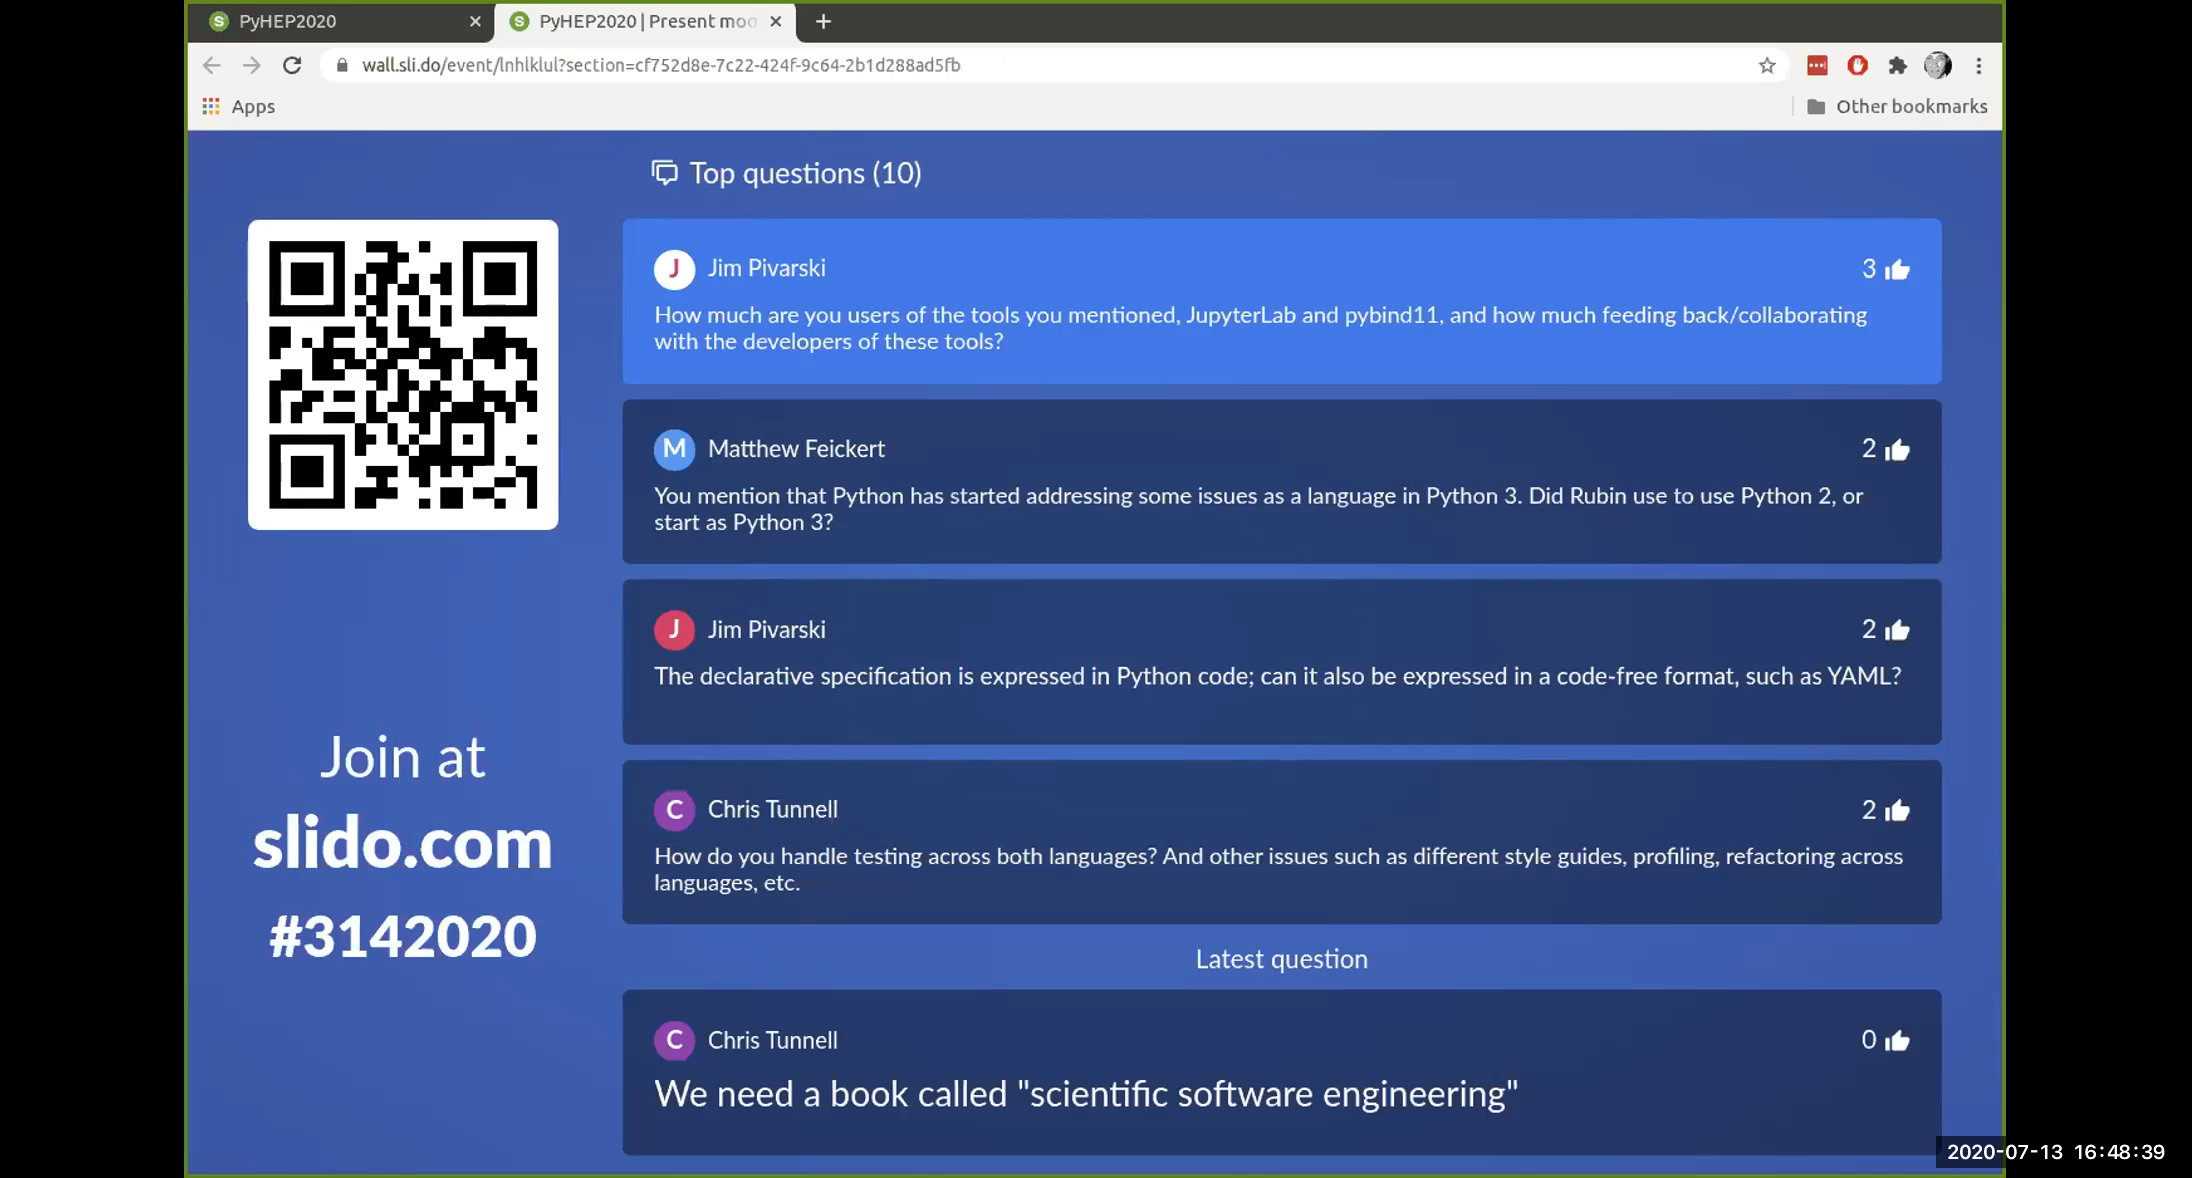 PyHEP2020
PyHEP2020 | Present mod
wall.sli.do/event/lnhlklul?section=cf752d8e-7c22-424f-9c64-2b1d288ad5fb
Apps
Other bookmarks
Top questions (10)
J Jim Pivarski 3
How much are you users of the tools you mentioned, JupyterLab and pybind11, and how much feeding back/collaborating
with the developers of these tools?
M Matthew Feickert 2
You mention that Python has started addressing some issues as a language in Python 3. Did Rubin use to use Python 2, or
start as Python 3?
J Jim Pivarski 2
The declarative specification is expressed in Python code; can it also be expressed in a code-free format, such as YAML?
C Chris Tunnell 2
How do you handle testing across both languages? And other issues such as different style guides, profiling, refactoring across
languages, etc.
Latest question
C Chris Tunnell 0
We need a book called "scientific software engineering"
Join at
slido.com
#3142020
2020-07-13 16:48:39